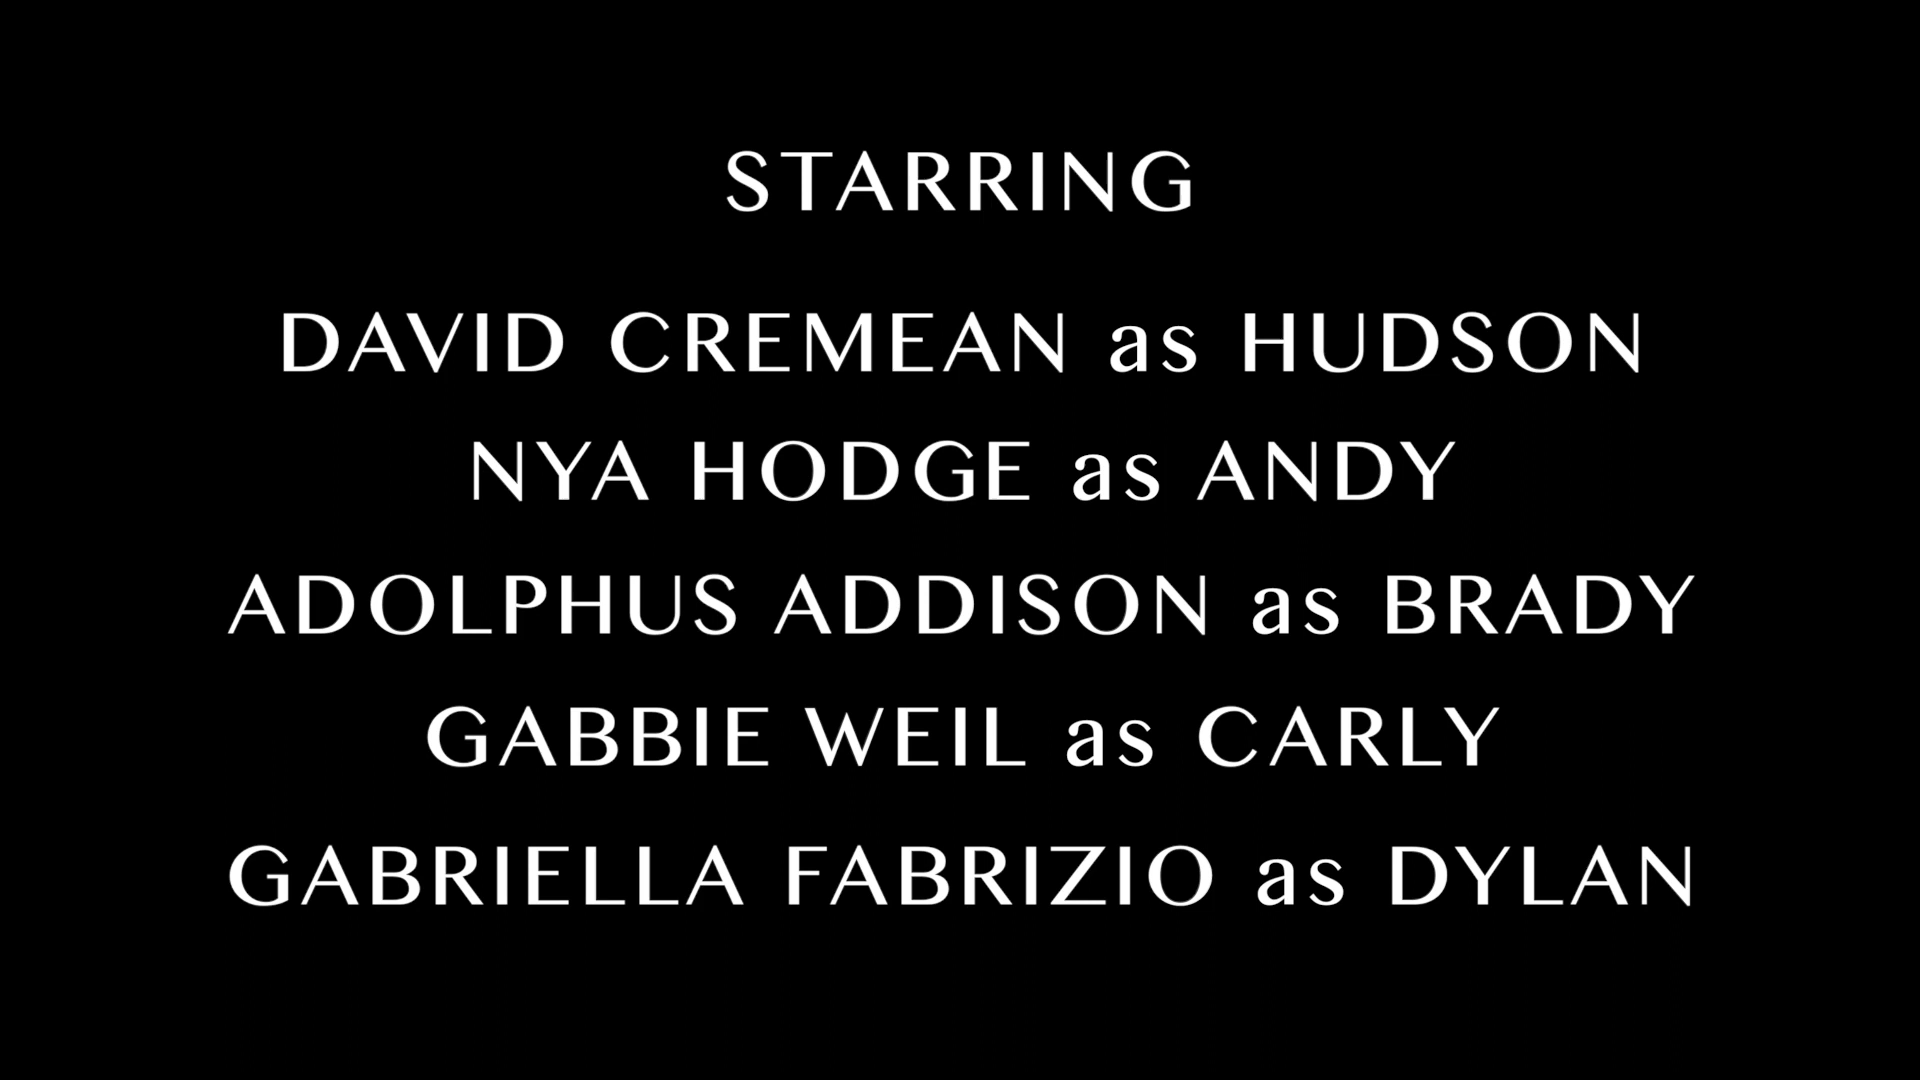 STARRING
DAVID CREMEAN as HUDSON
NYA HODGE as ANDY
ADOLPHUS ADDISON as BRADY
GABBIE WEIL as CARLY
GABRIELLA FABRIZIO as DYLAN